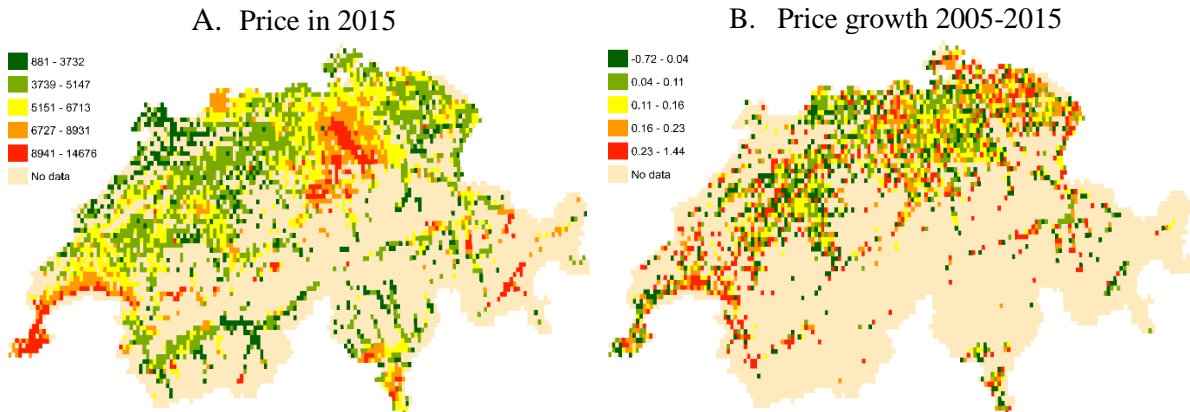 A. Price in 2015
881 - 3732
3739 - 5147
5151 - 6713
6727 - 8931
8941 - 14676
No data
B. Price growth 2005-2015
-0.72 - 0.04
0.04 - 0.11
0.11 - 0.16
0.16 - 0.23
0.23 - 1.44
No data